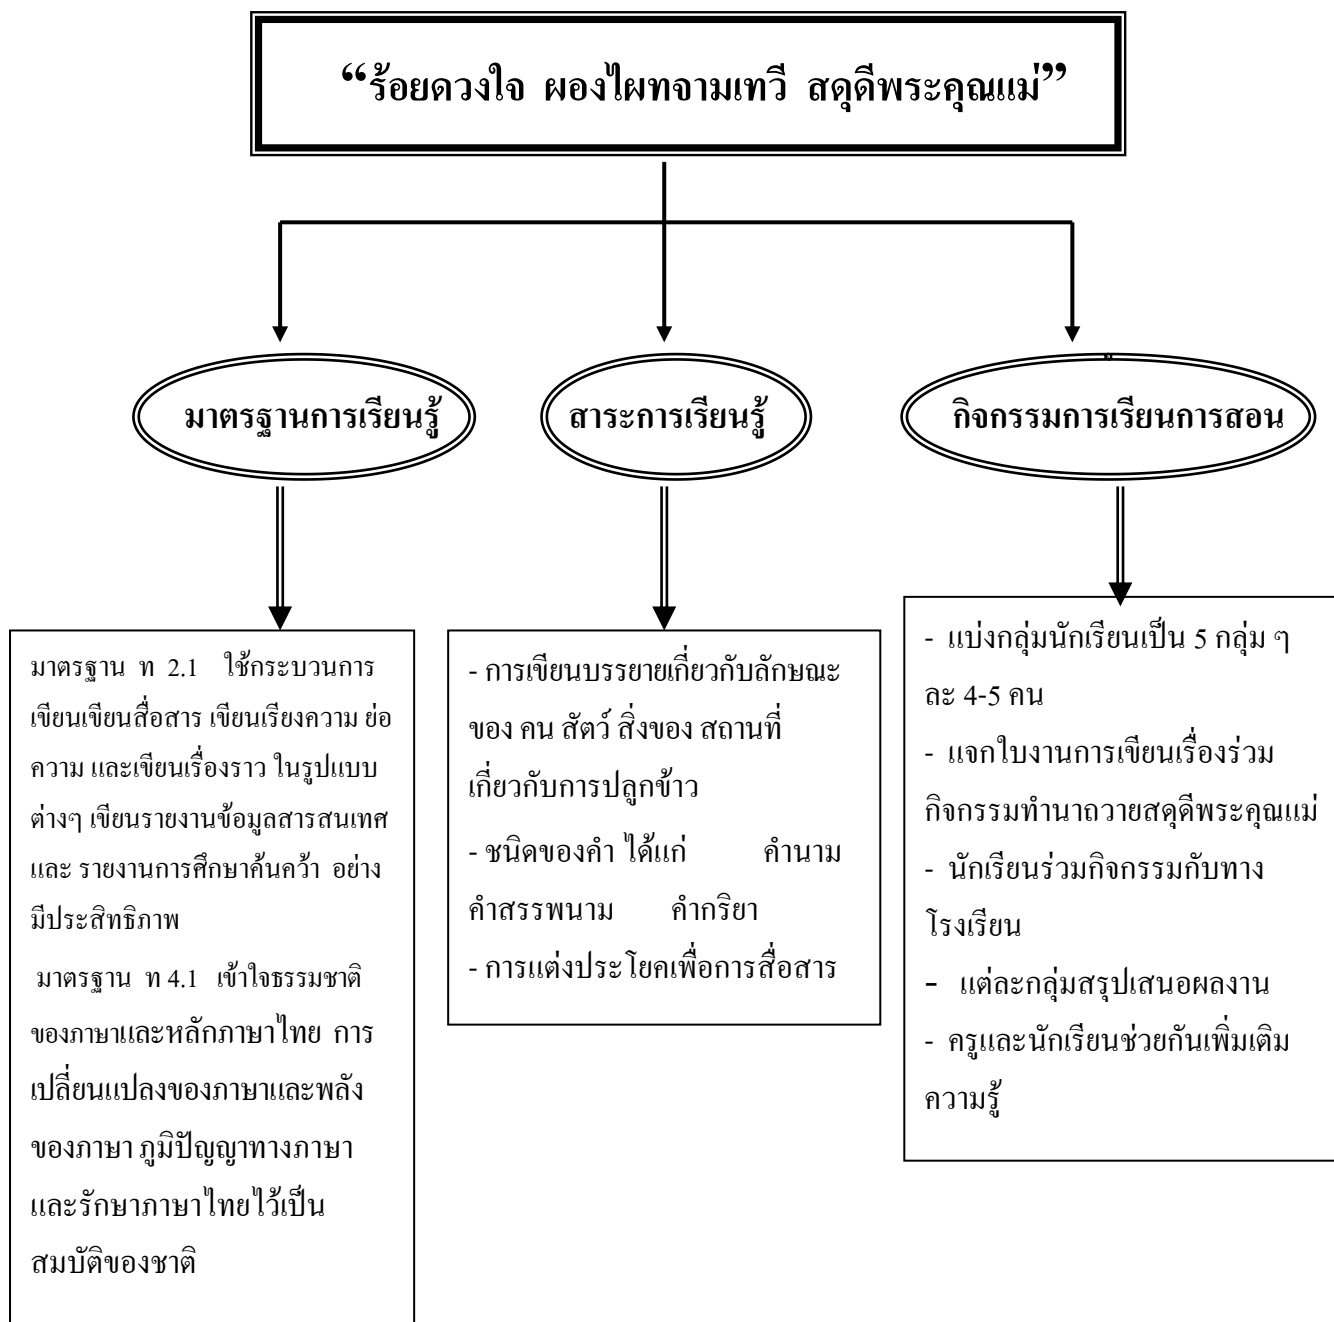 “ร้อยดวงใจ ผองไผทจามเทวี สดุดีพระคุณแม่”
มาตรฐานการเรียนรู้
สาระการเรียนรู้
กิจกรรมการเรียนการสอน
มาตรฐาน ท 2.1 ใช้กระบวนการ
เขียนเขียนสื่อสาร เขียนเรียงความ ย่อ
ความ และเขียนเรื่องราว ในรูปแบบ
ต่างๆ เขียนรายงานข้อมูลสารสนเทศ
และ รายงานการศึกษาค้นคว้า อย่าง
มีประสิทธิภาพ
มาตรฐาน ท 4.1 เข้าใจธรรมชาติ
ของภาษาและหลักภาษาไทย การ
เปลี่ยนแปลงของภาษาและพลัง
ของภาษา ภูมิปัญญาทางภาษา
และรักษาภาษาไทยไว้เป็น
สมบัติของชาติ
- การเขียนบรรยายเกี่ยวกับลักษณะ
ของ คน สัตว์ สิ่งของ สถานที่
เกี่ยวกับการปลูกข้าว
- ชนิดของคำ ได้แก่ คำนาม
คำสรรพนาม คำกริยา
- การแต่งประโยคเพื่อการสื่อสาร
- แบ่งกลุ่มนักเรียนเป็น 5 กลุ่ม ๆ
ละ 4-5 คน
- แจกใบงานการเขียนเรื่องร่วม
กิจกรรมทำนาถวายสดุดีพระคุณแม่
- นักเรียนร่วมกิจกรรมกับทาง
โรงเรียน
- แต่ละกลุ่มสรุปเสนอผลงาน
- ครูและนักเรียนช่วยกันเพิ่มเติม
ความรู้